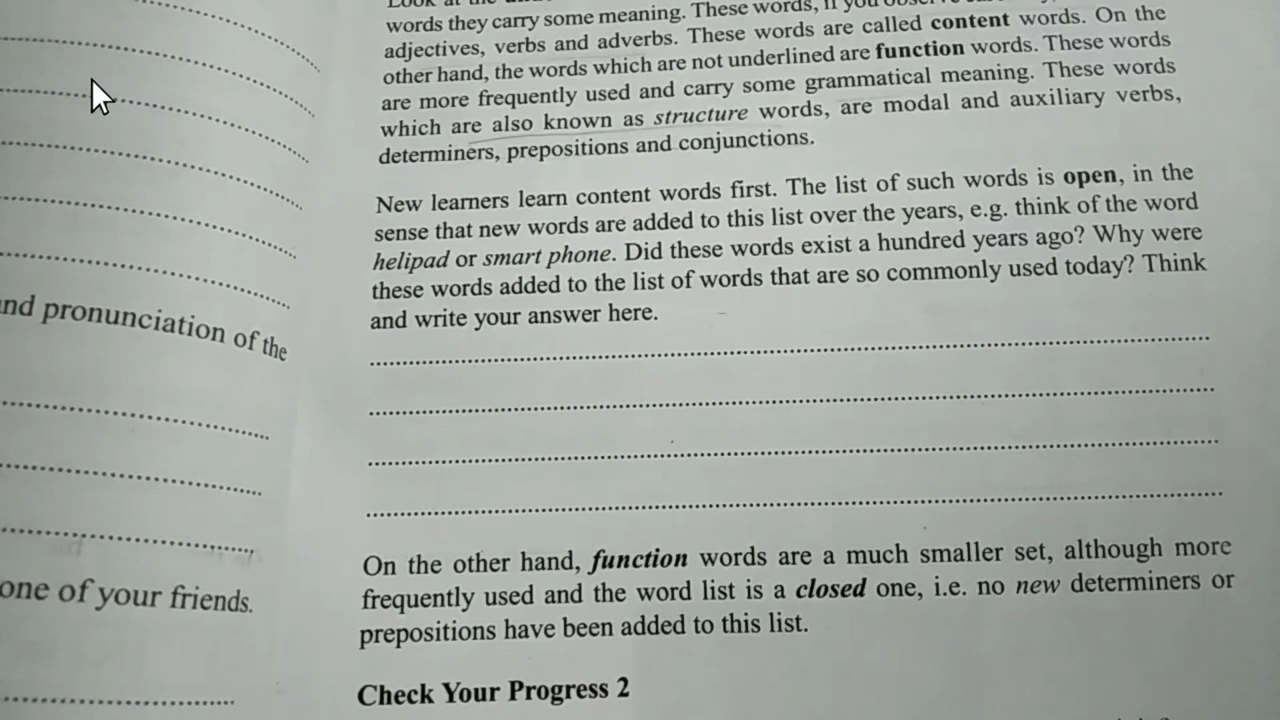 nd pronunciation of the
one of your friends.
words they carry some meaning. These words, if you
adjectives, verbs and adverbs. These words are called content words. On the
other hand, the words which are not underlined are function words. These words
are more frequently used and carry some grammatical meaning. These words
which are also known as structure words, are modal and auxiliary verbs,
determiners, prepositions and conjunctions.
New learners learn content words first. The list of such words is open, in the
sense that new words are added to this list over the years, e.g. think of the word
helipad or smart phone. Did these words exist a hundred years ago? Why were
these words added to the list of words that are so commonly used today? Think
and write your answer here.
On the other hand, function words are a much smaller set, although more
frequently used and the word list is a closed one, i.e. no new determiners or
prepositions have been added to this list.
Check Your Progress 2